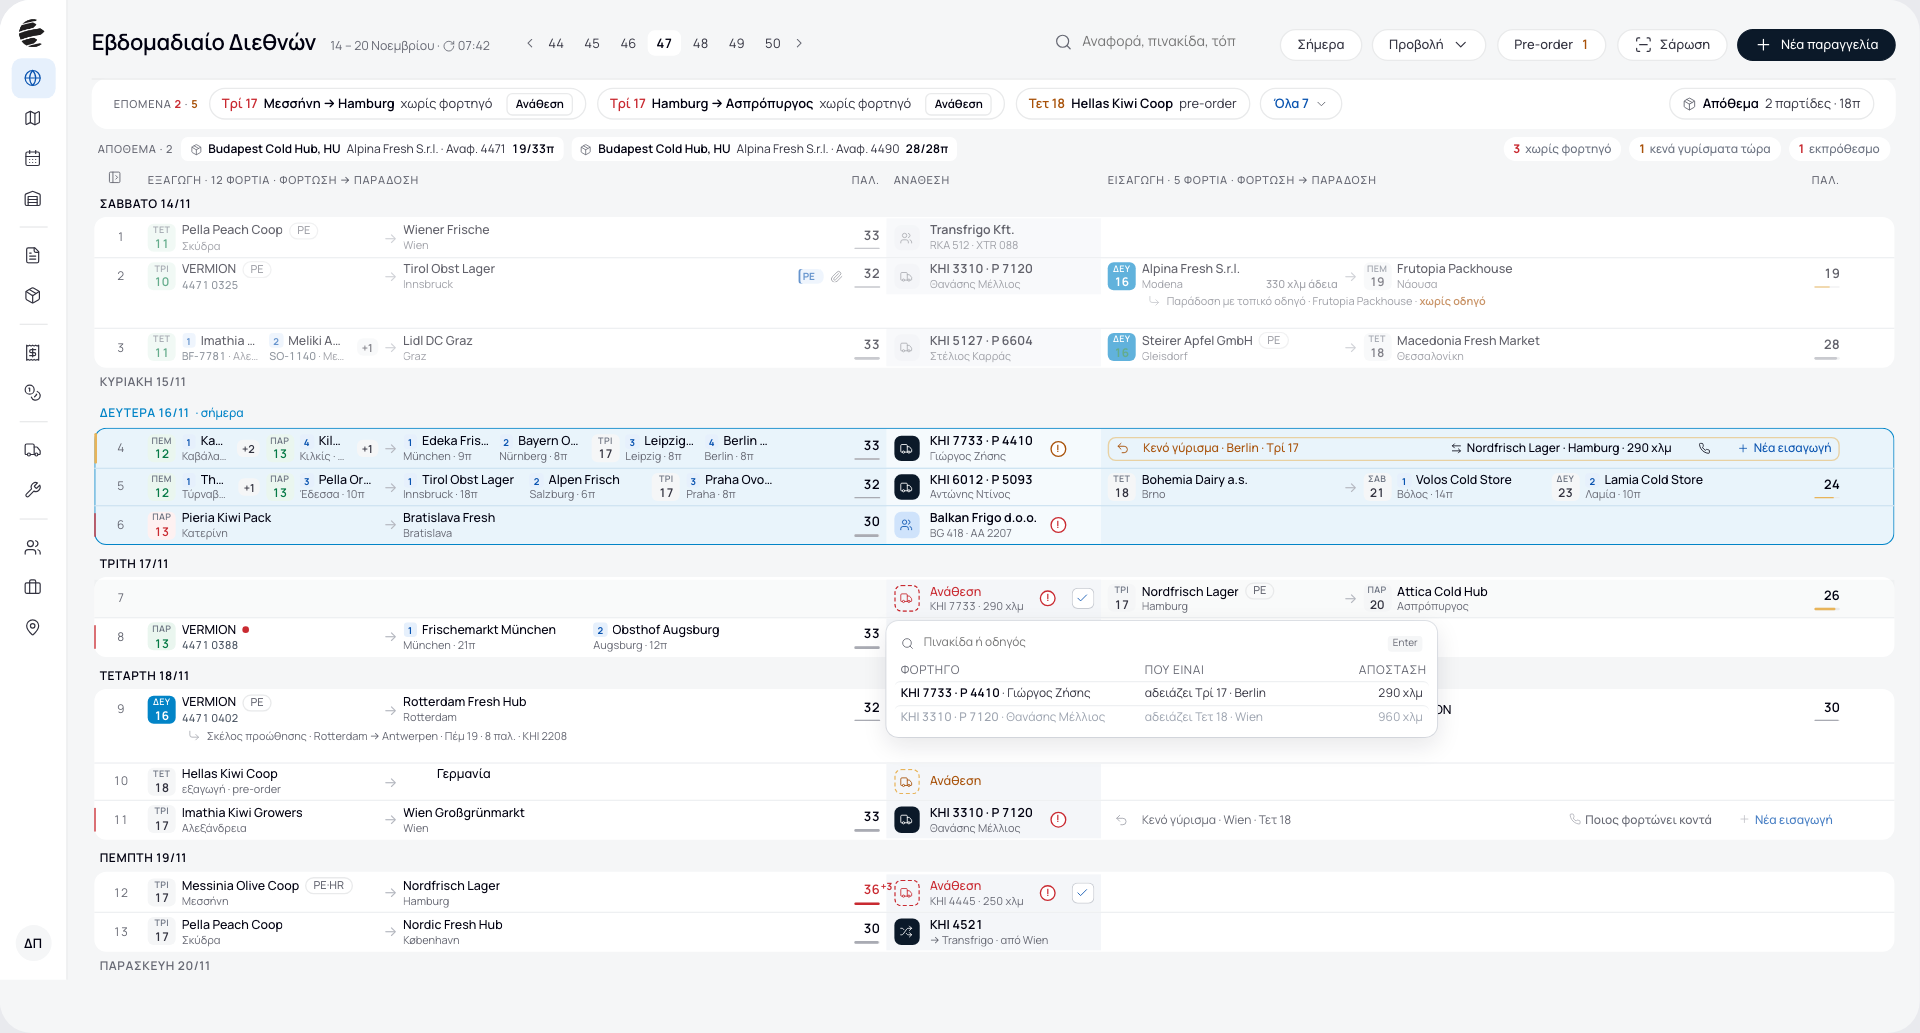 Εβδομαδιαίο Διεθνών 14 – 20 Νοεμβρίου · 07:42 44 45 46 47 48 49 50 Αναφορά, πινακίδα, τόπ Σήμερα Προβολή Pre-order 1 Σάρωση Νέα παραγγελία
ΕΠΟΜΕΝΑ 2 · 5 Τρί 17 Μεσσήνη → Hamburg χωρίς φορτηγό Ανάθεση Τρί 17 Hamburg → Ασπρόπυργος χωρίς φορτηγό Ανάθεση Τετ 18 Hellas Kiwi Coop pre-order Όλα 7 Απόθεμα 2 παρτίδες · 18π
ΑΠΟΘΕΜΑ · 2 Budapest Cold Hub, HU Alpina Fresh S.r.l. · Αναφ. 4471 19/33π Budapest Cold Hub, HU Alpina Fresh S.r.l. · Αναφ. 4490 28/28π 3 χωρίς φορτηγό 1 κενά γυρίσματα τώρα 1 εκπρόθεσμο
ΕΞΑΓΩΓΗ · 12 ΦΟΡΤΙΑ · ΦΟΡΤΩΣΗ → ΠΑΡΑΔΟΣΗ ΠΑΛ. ΑΝΑΘΕΣΗ ΕΙΣΑΓΩΓΗ · 5 ΦΟΡΤΙΑ · ΦΟΡΤΩΣΗ → ΠΑΡΑΔΟΣΗ ΠΑΛ.
ΣΑΒΒΑΤΟ 14/11
1 ΤΕΤ 11 Pella Peach Coop PE → Wiener Frische 33 Transfrigo Kft.
Σκύδρα Wien RKA 512 · XTR 088
2 ΤΡΙ 10 VERMION PE → Tirol Obst Lager PE 32 KHI 3310 · P 7120 ΔΕΥ 16 Alpina Fresh S.r.l. → ΠΕΜ 19 Frutopia Packhouse 19
4471 0325 Innsbruck Θανάσης Μέλλιος Modena 330 χλμ άδεια Νάουσα
Παράδοση με τοπικό οδηγό · Frutopia Packhouse · χωρίς οδηγό
3 ΤΕΤ 11 1 Imathia ... 2 Meliki A... +1 → Lidl DC Graz 33 KHI 5127 · P 6604 ΔΕΥ 16 Steirer Apfel GmbH PE → ΤΕΤ 18 Macedonia Fresh Market 28
BF-7781 · Αλε... SO-1140 · Με... Graz Στέλιος Καρράς Gleisdorf Θεσσαλονίκη
ΚΥΡΙΑΚΗ 15/11
ΔΕΥΤΕΡΑ 16/11 · σήμερα
4 ΠΕΜ 12 1 Ka... +2 ΠΑΡ 13 4 Kil... +1 → 1 Edeka Fris... 2 Bayern O... ΤΡΙ 17 3 Leipzig... 4 Berlin ... 33 KHI 7733 · P 4410 Κενό γύρισμα · Berlin · Τρί 17 Nordfrisch Lager · Hamburg · 290 χλμ Νέα εισαγωγή
Καβάλα... Κιλκίς · ... München · 9π Nürnberg · 8π Leipzig · 8π Berlin · 8π Γιώργος Ζήσης
5 ΠΕΜ 12 1 Th... +1 ΠΑΡ 13 3 Pella Or... → 1 Tirol Obst Lager 2 Alpen Frisch ΤΡΙ 17 3 Praha Ovo... 32 KHI 6012 · P 5093 ΤΕΤ 18 Bohemia Dairy a.s. → ΣΑΒ 21 1 Volos Cold Store ΔΕΥ 23 2 Lamia Cold Store 24
Τύρναβ... Έδεσσα · 10π Innsbruck · 18π Salzburg · 6π Praha · 8π Αντώνης Ντίνος Brno Βόλος · 14π Λαμία · 10π
6 ΠΑΡ 13 Pieria Kiwi Pack → Bratislava Fresh 30 Balkan Frigo d.o.o.
Κατερίνη Bratislava BG 418 · AA 2207
ΤΡΙΤΗ 17/11
7 Ανάθεση ΤΡΙ 17 Nordfrisch Lager PE → ΠΑΡ 20 Attica Cold Hub 26
KHI 7733 · 290 χλμ Hamburg Ασπρόπυργος
8 ΠΑΡ 13 VERMION → 1 Frischemarkt München 2 Obsthof Augsburg 33
4471 0388 München · 21π Augsburg · 12π
Πινακίδα ή οδηγός Enter
ΦΟΡΤΗΓΟ ΠΟΥ ΕΙΝΑΙ ΑΠΟΣΤΑΣΗ
KHI 7733 · P 4410 · Γιώργος Ζήσης αδειάζει Τρί 17 · Berlin 290 χλμ
KHI 3310 · P 7120 · Θανάσης Μέλλιος αδειάζει Τετ 18 · Wien 960 χλμ
ΤΕΤΑΡΤΗ 18/11
9 ΔΕΥ 16 VERMION PE → Rotterdam Fresh Hub 32 ON 30
4471 0402 Rotterdam
Σκέλος προώθησης · Rotterdam → Antwerpen · Πέμ 19 · 8 παλ. · KHI 2208
10 ΤΕΤ 18 Hellas Kiwi Coop → Γερμανία Ανάθεση
εξαγωγή · pre-order
11 ΤΡΙ 17 Imathia Kiwi Growers → Wien Großgrünmarkt 33 KHI 3310 · P 7120 Κενό γύρισμα · Wien · Τετ 18 Ποιος φορτώνει κοντά Νέα εισαγωγή
Αλεξάνδρεια Wien Θανάσης Μέλλιος
ΠΕΜΠΤΗ 19/11
12 ΤΡΙ 17 Messinia Olive Coop PE·HR → Nordfrisch Lager 36 +3 Ανάθεση
Μεσσήνη Hamburg KHI 4445 · 250 χλμ
13 ΤΡΙ 17 Pella Peach Coop → Nordic Fresh Hub 30 KHI 4521
Σκύδρα København → Transfrigo · από Wien
ΔΠ
ΠΑΡΑΣΚΕΥΗ 20/11